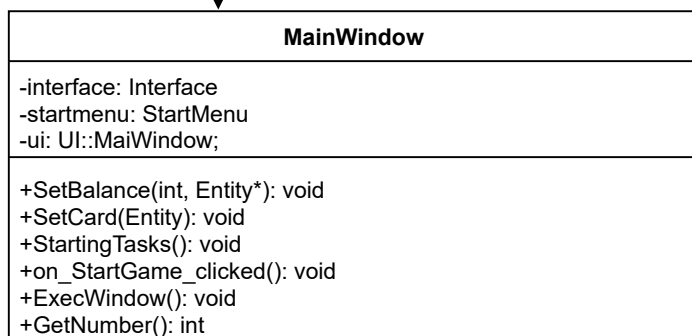 MainWindow
-interface: Interface
-startmenu: StartMenu
-ui: UI::MaiWindow;
+SetBalance(int, Entity*): void
+SetCard(Entity): void
+StartingTasks(): void
+on_StartGame_clicked(): void
+ExecWindow(): void
+GetNumber(): int